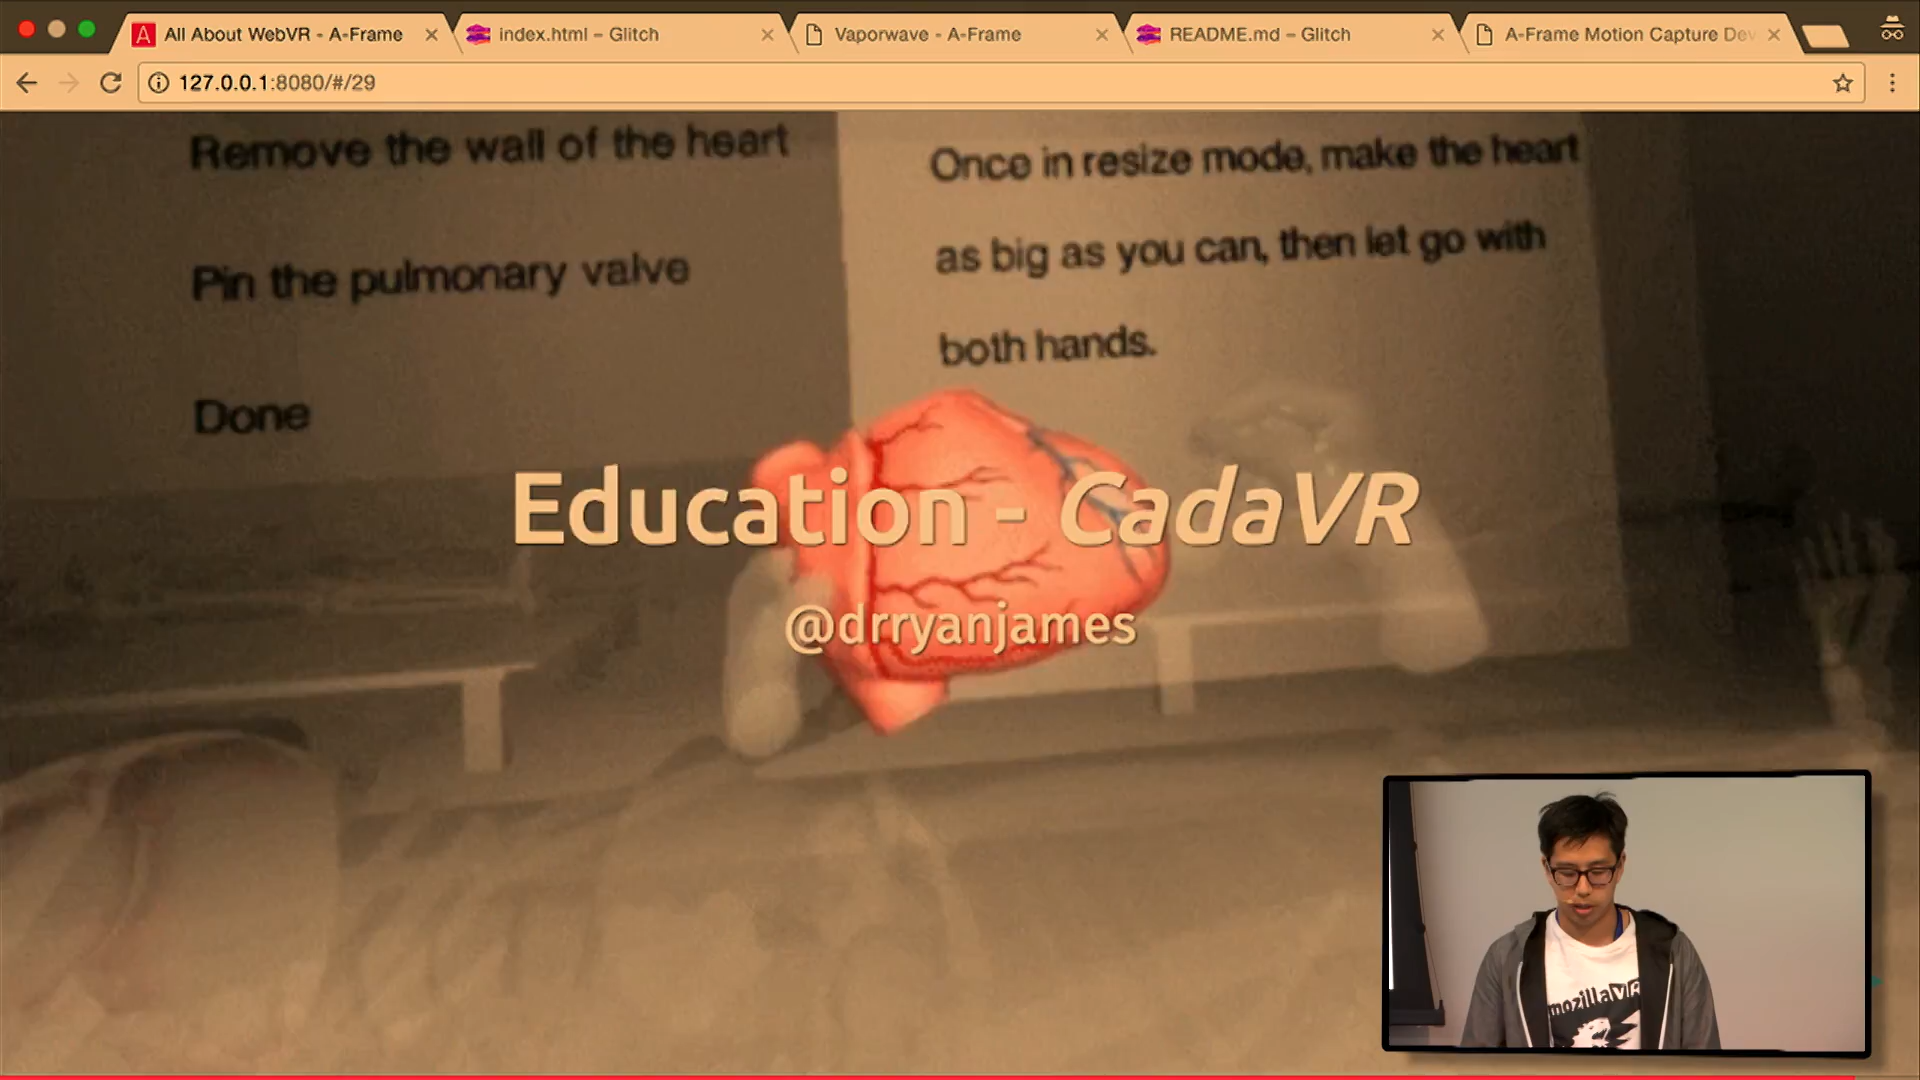 All About WebVR - A-Frame
index.html – Glitch
Vaporwave - A-Frame
README.md – Glitch
A-Frame Motion Capture Dev
127.0.0.1:8080/#/29
Remove the wall of the heart
Pin the pulmonary valve
Done
Once in resize mode, make the heart
as big as you can, then let go with
both hands.
Education - CadaVR
@drryanjames
mozillaVR